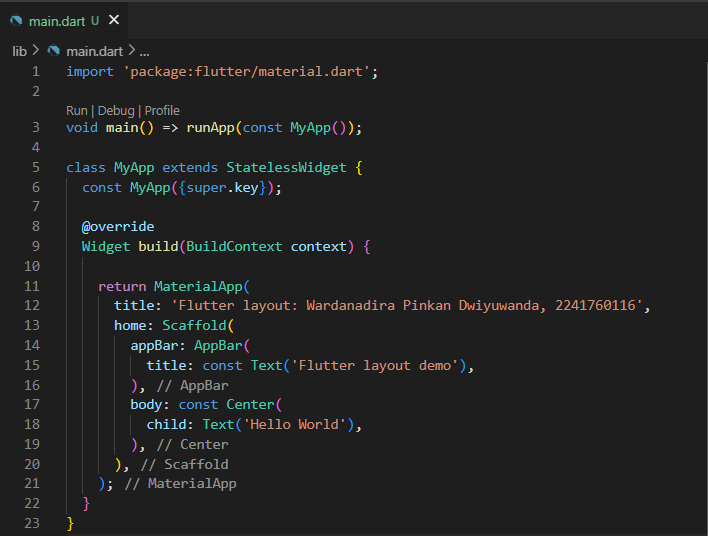 main.dart U ×
lib > main.dart > ...
1 import 'package:flutter/material.dart';
2
Run | Debug | Profile
3 void main() => runApp(const MyApp());
4
5 class MyApp extends StatelessWidget {
6   const MyApp({super.key});
7
8   @override
9   Widget build(BuildContext context) {
10
11     return MaterialApp(
12       title: 'Flutter layout: Wardanadira Pinkan Dwiyuwanda, 2241760116',
13       home: Scaffold(
14         appBar: AppBar(
15           title: const Text('Flutter layout demo'),
16         ), // AppBar
17         body: const Center(
18           child: Text('Hello World'),
19         ), // Center
20       ), // Scaffold
21     ); // MaterialApp
22   }
23 }